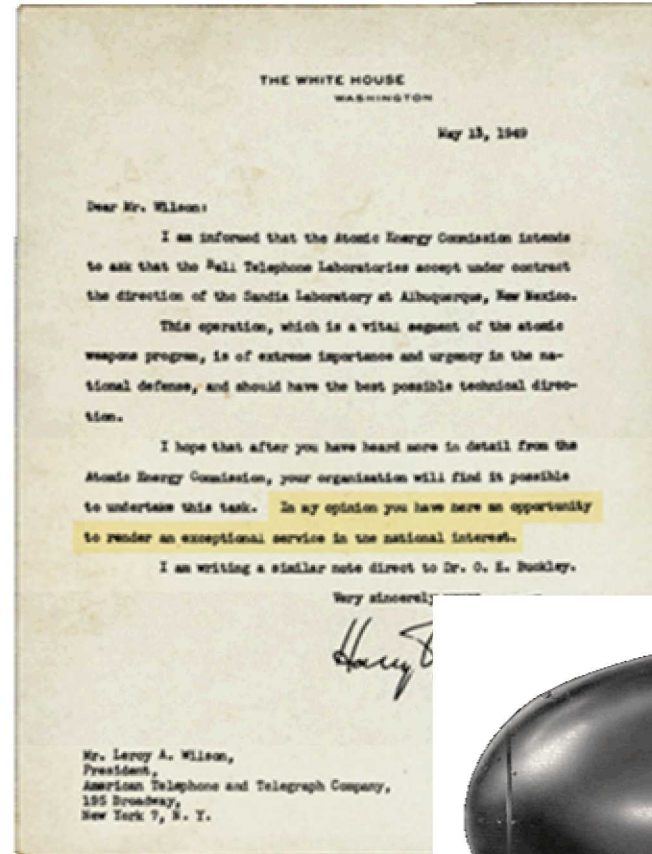 THE WHITE HOUSE
WASHINGTON
May 13, 1949
Dear Mr. Wilson:
I am informed that the Atomic Energy Commission intends
to ask that the Bell Telephone Laboratories accept under contract
the direction of the Sandia Laboratory at Albuquerque, New Mexico.
This operation, which is a vital segment of the atomic
weapons program, is of extreme importance and urgency in the na-
tional defense, and should have the best possible technical direc-
tion.
I hope that after you have heard more in detail from the
Atomic Energy Commission, your organization will find it possible
to undertake this task. In my opinion you have here an opportunity
to render an exceptional service in the national interest.
I am writing a similar note direct to Dr. O. E. Buckley.
Very sincerely
Harry
Mr. Leroy A. Wilson,
President,
American Telephone and Telegraph Company,
195 Broadway,
New York 7, N. Y.